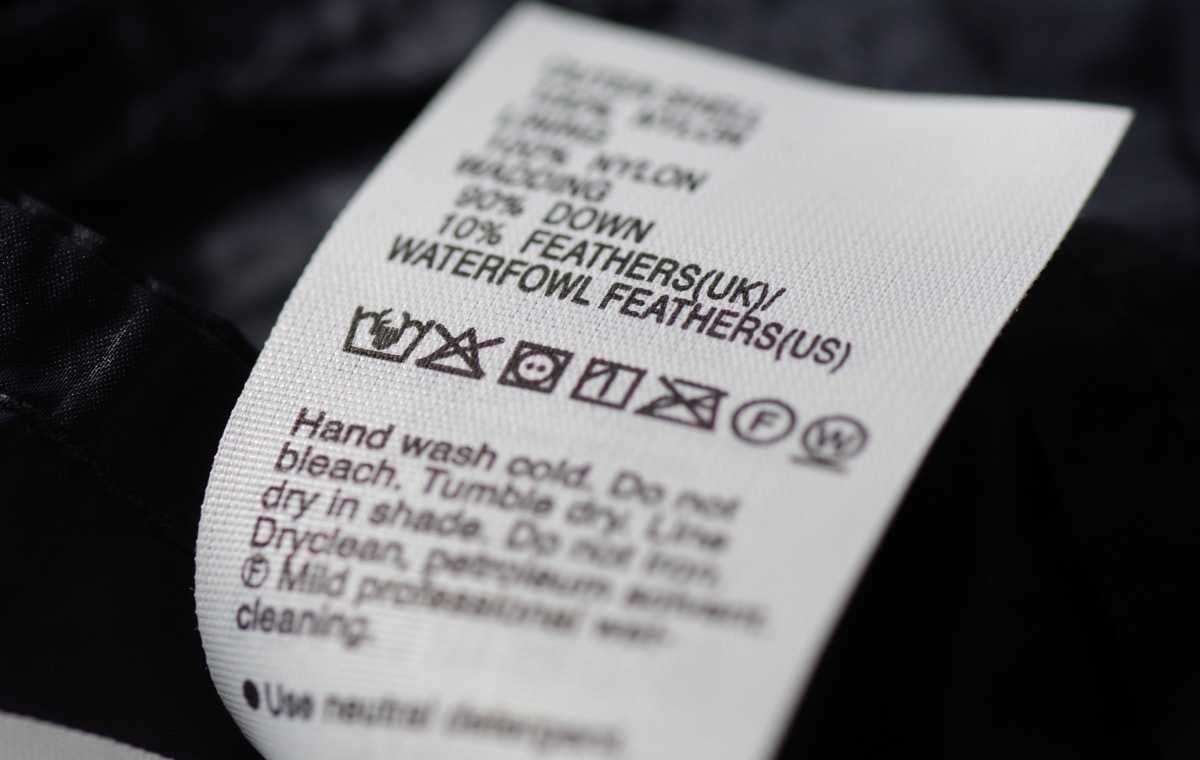 OUTER SHELL
100% NYLON
LINING
100% NYLON
WADDING
90% DOWN
10% FEATHERS(UK)/
WATERFOWL FEATHERS(US)
F W
Hand wash cold. Do not
bleach. Tumble dry. Line
dry in shade. Do not iron.
Dryclean, petroleum solvent.
Ⓕ Mild professional wet-
cleaning.
●Use neutral detergent.